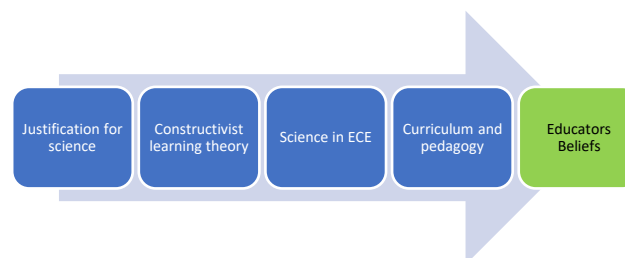 Justification for
science
Constructivist
learning theory
Science in ECE
Curriculum and
pedagogy
Educators
Beliefs